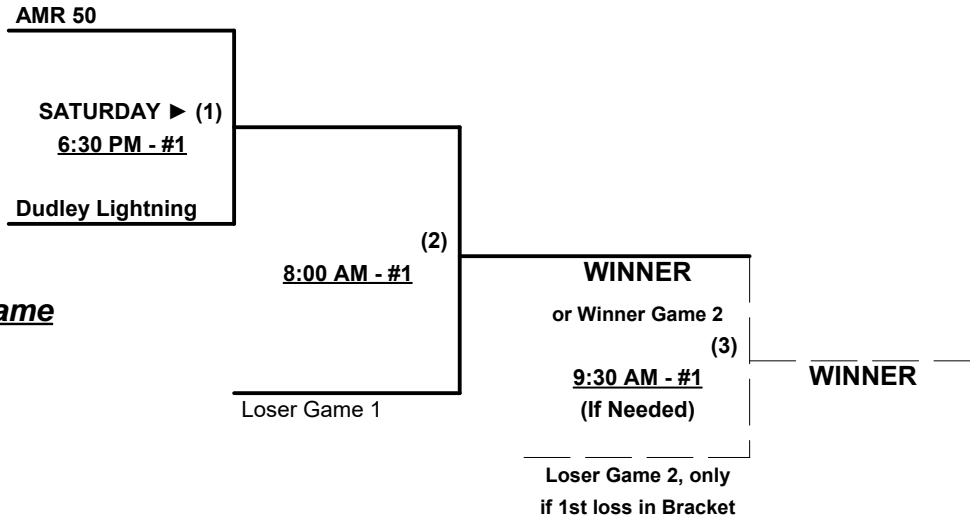 AMR 50
SATURDAY ► (1)
6:30 PM - #1
Dudley Lightning
(2)
8:00 AM - #1
WINNER
or Winner Game 2
(3)
9:30 AM - #1
WINNER
(If Needed)
Loser Game 1
Loser Game 2, only
if 1st loss in Bracket